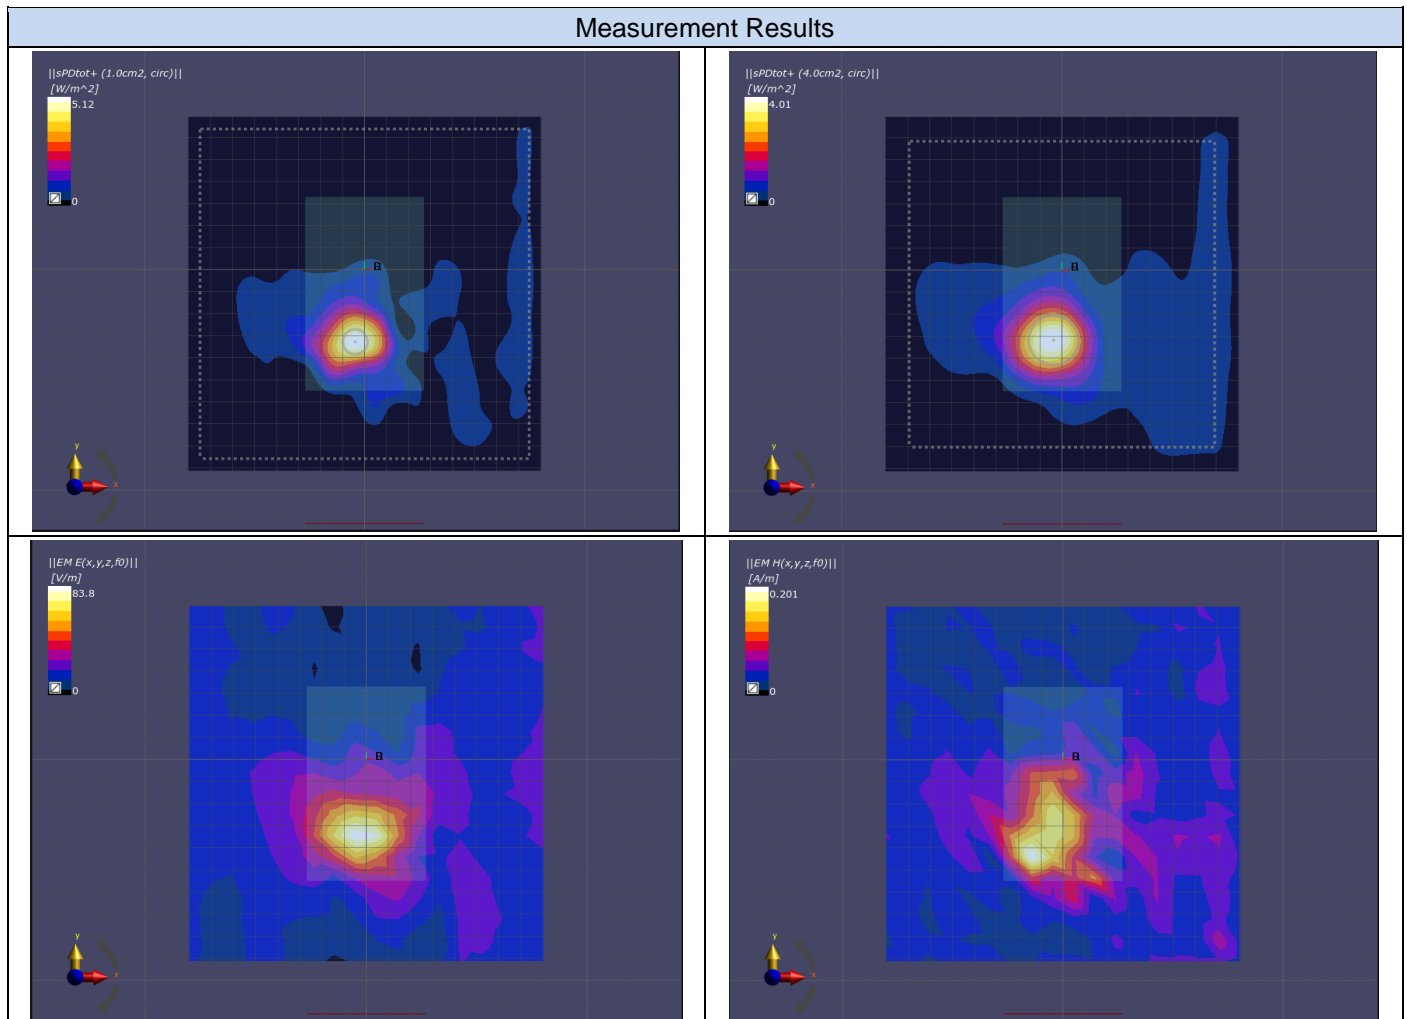 Measurement Results
||sPDtot+ (1.0cm2, circ)||
[W/m^2]
5.12
0
y
x
||sPDtot+ (4.0cm2, circ)||
[W/m^2]
4.01
0
y
x
||EM E(x,y,z,f0)||
[V/m]
83.8
0
y
x
||EM H(x,y,z,f0)||
[A/m]
0.201
0
y
x